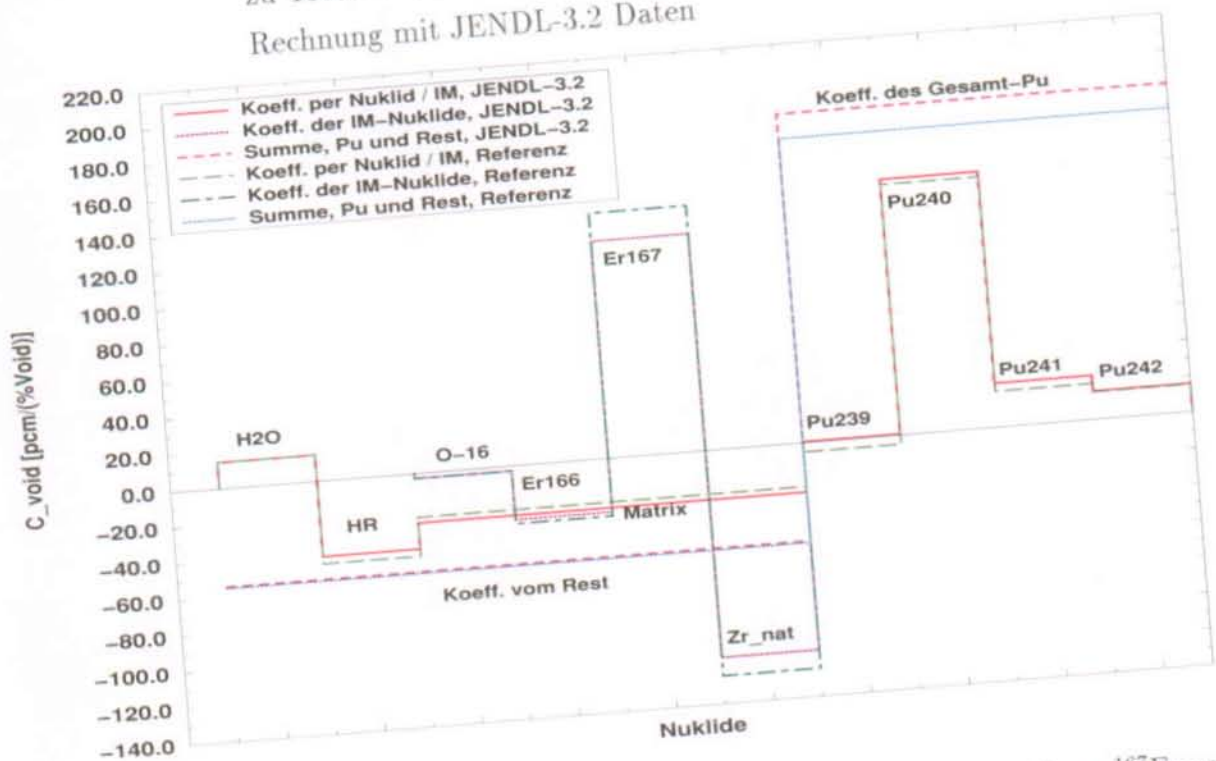 Rechnung mit JENDL-3.2 Daten
220.0
200.0
180.0
160.0
140.0
120.0
100.0
80.0
60.0
40.0
20.0
0.0
−20.0
−40.0
−60.0
−80.0
−100.0
−120.0
−140.0
C_void [pcm/(%Void)]
Koeff. per Nuklid / IM, JENDL−3.2
Koeff. der IM−Nuklide, JENDL−3.2
Summe, Pu und Rest, JENDL−3.2
Koeff. per Nuklid / IM, Referenz
Koeff. der IM−Nuklide, Referenz
Summe, Pu und Rest, Referenz
Koeff. des Gesamt−Pu
H2O
HR
O−16
Er166
Er167
Matrix
Koeff. vom Rest
Zr_nat
Pu239
Pu240
Pu241
Pu242
Nuklide